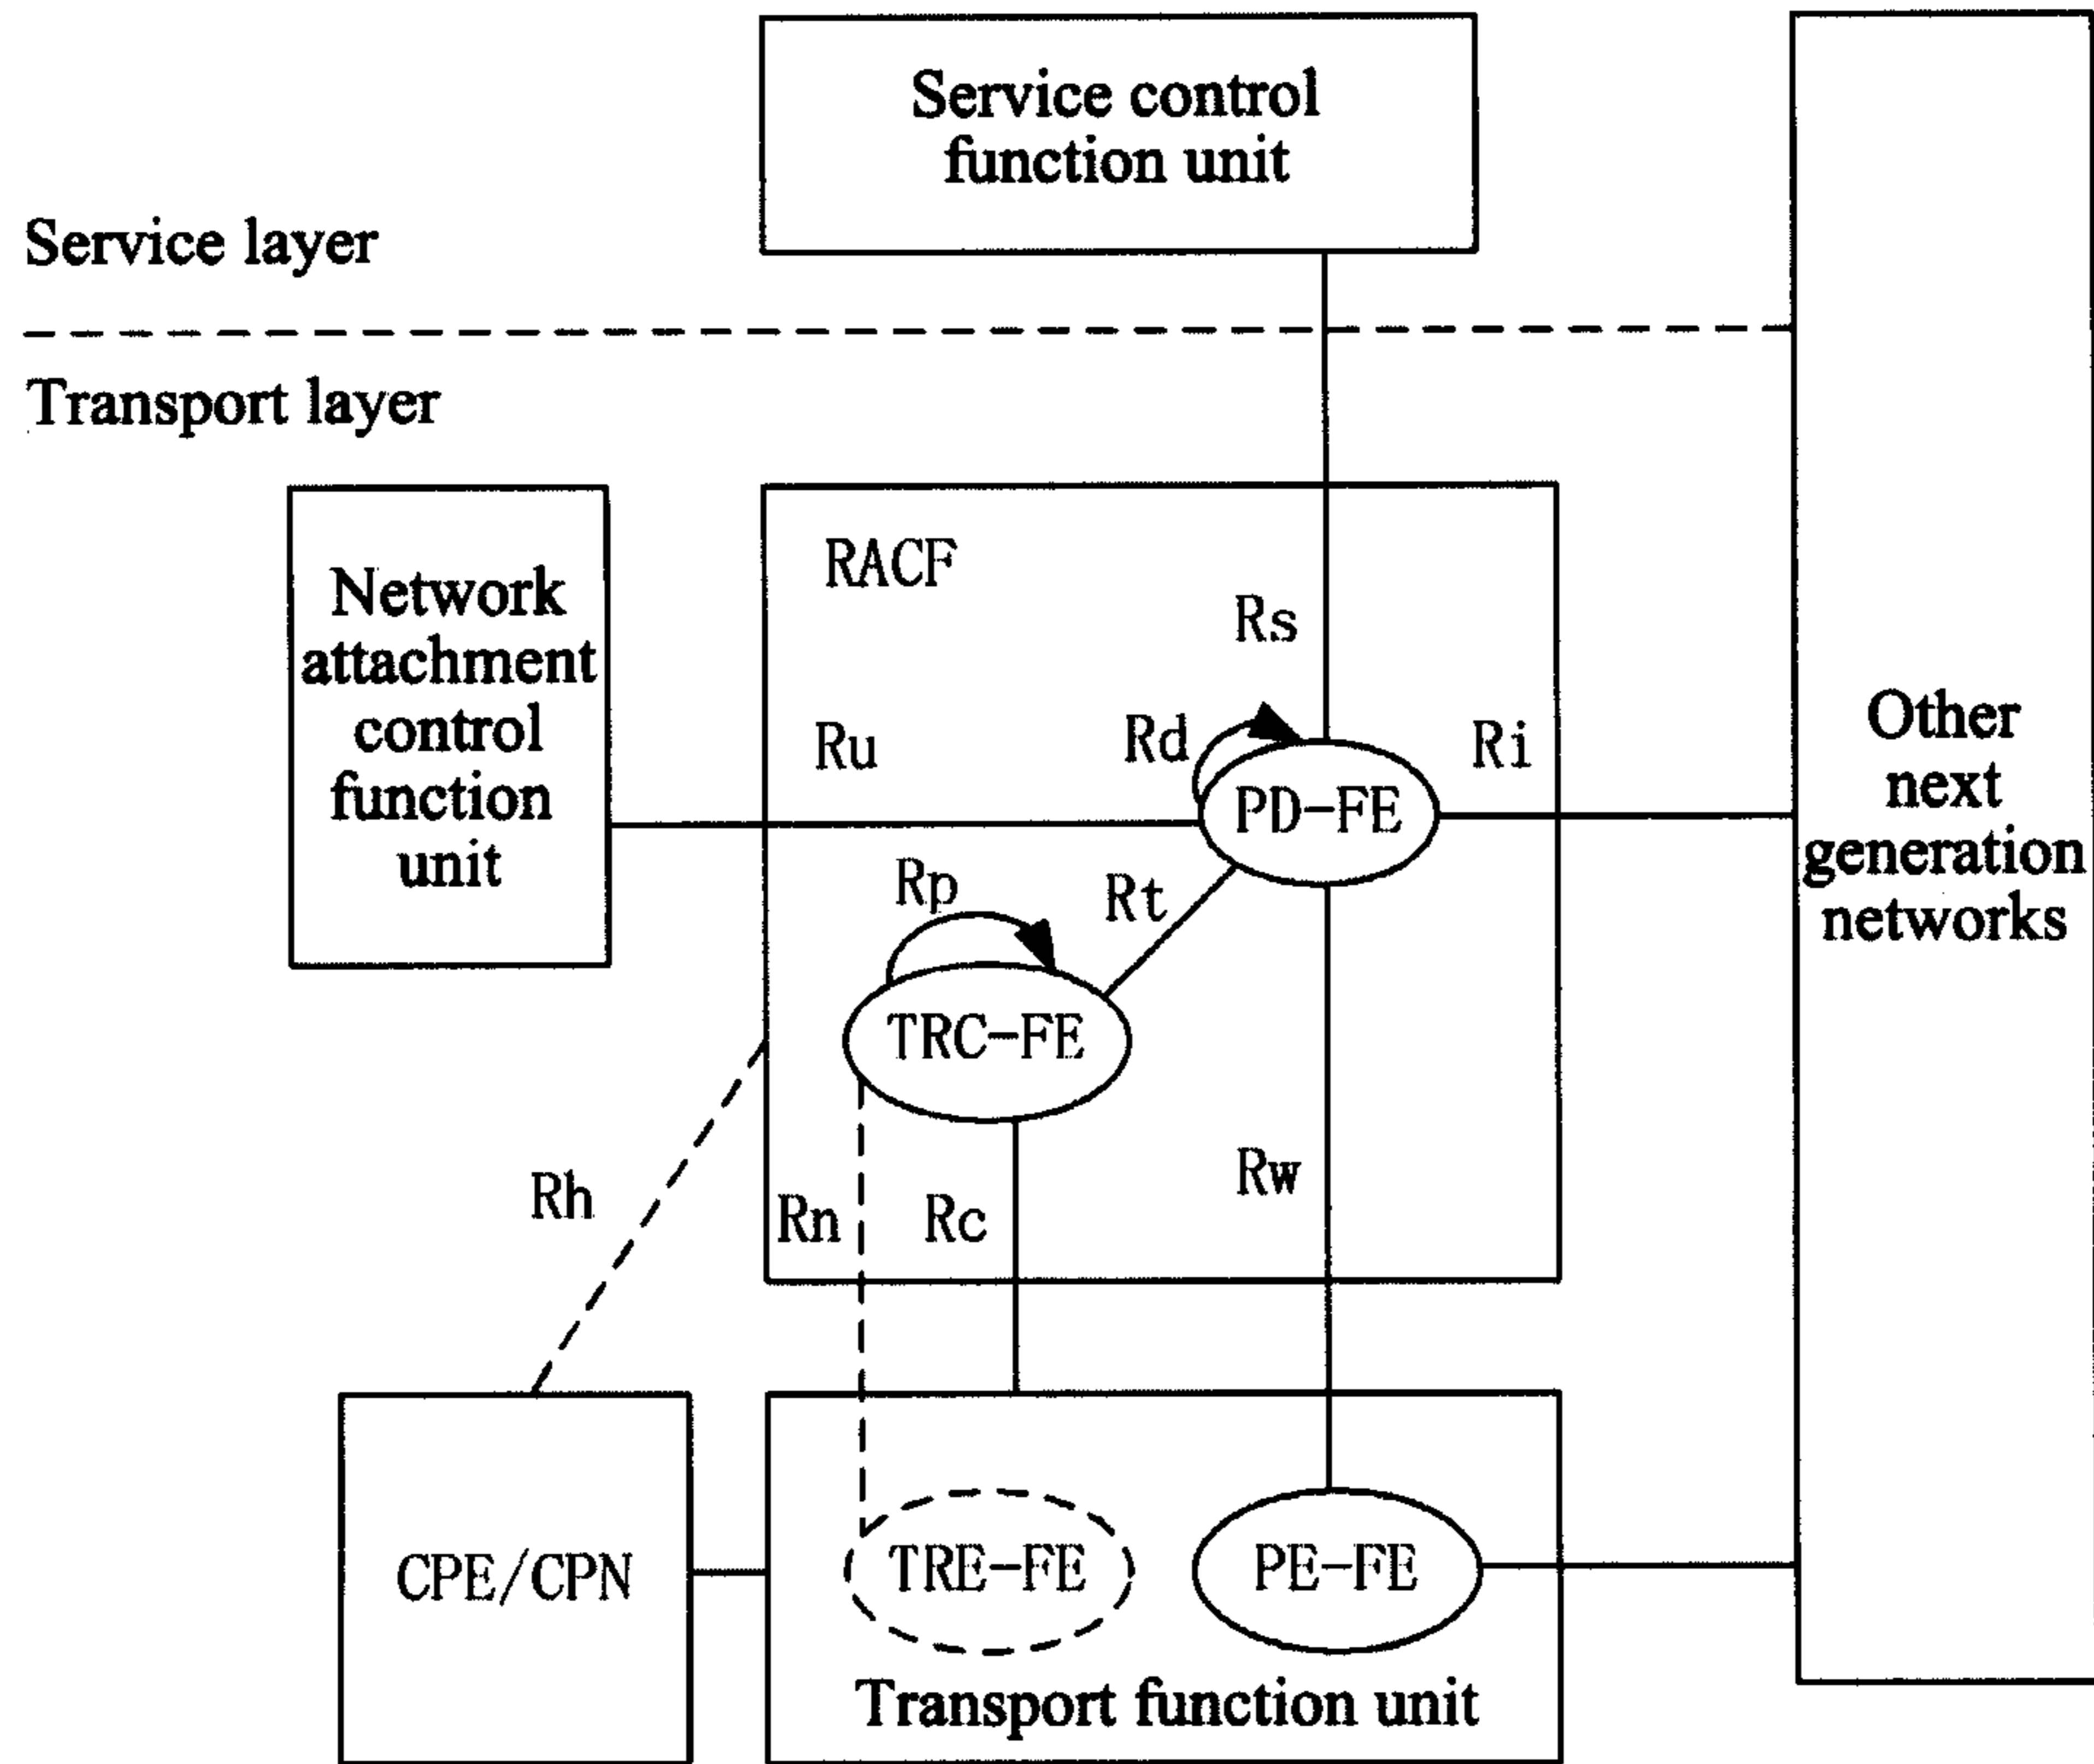 Service control
function unit
Service layer
Transport layer
RACF
Network
attachment
control
function
unit
Rs
Ru
Rd
Ri
PD-FE
Other
next
generation
networks
Rp
Rt
TRC-FE
Rh
Rn
Rc
Rw
CPE/CPN
TRE-FE
PE-FE
Transport function unit